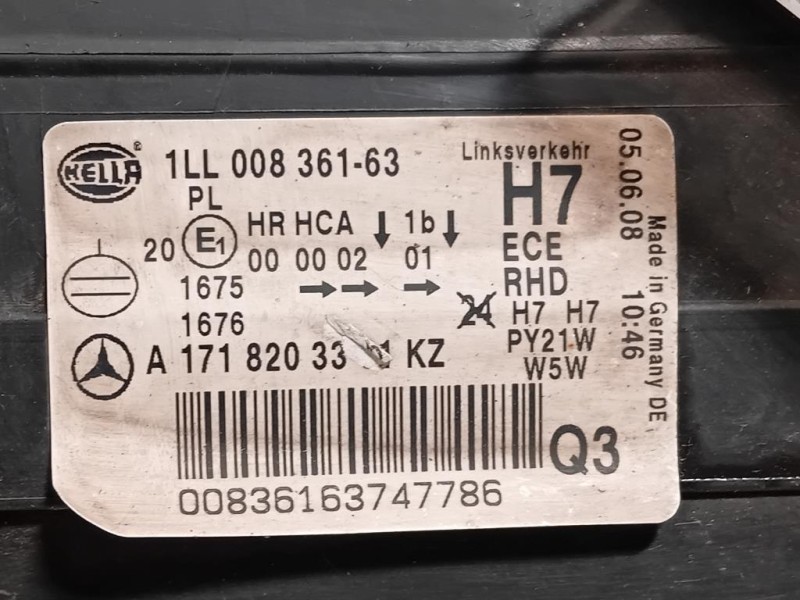 HELLA ® 1LL 008 361-63
PL
Linksverkehr
H7
ECE
RHD
HR HCA ↓ 1b ↓
20 E1 00 00 02 01
1675 → → →
1676
24 H7 H7
PY21W
W5W
A 171 820 33 1 KZ
Q3
00836163747786
05.06.08 10:46
Made in Germany DE